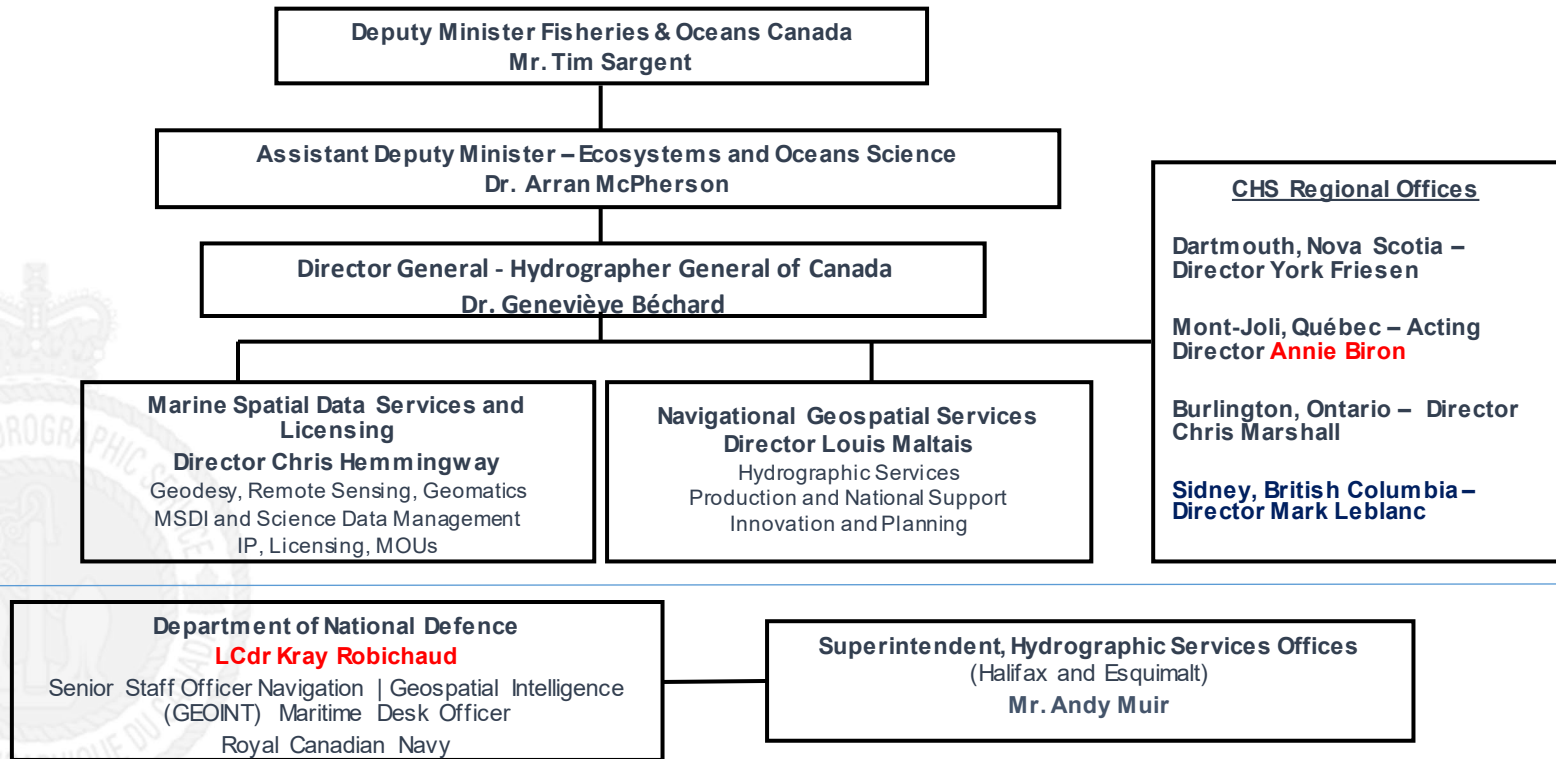 Deputy Minister Fisheries & Oceans Canada
Mr. Tim Sargent
Assistant Deputy Minister – Ecosystems and Oceans Science
Dr. Arran McPherson
Director General - Hydrographer General of Canada
Dr. Geneviève Béchard
CHS Regional Offices
Dartmouth, Nova Scotia –
Director York Friesen
Mont-Joli, Québec – Acting
Director Annie Biron
Burlington, Ontario – Director
Chris Marshall
Sidney, British Columbia –
Director Mark Leblanc
Marine Spatial Data Services and
Licensing
Director Chris Hemmingway
Geodesy, Remote Sensing, Geomatics
MSDI and Science Data Management
IP, Licensing, MOUs
Navigational Geospatial Services
Director Louis Maltais
Hydrographic Services
Production and National Support
Innovation and Planning
Department of National Defence
LCdr Kray Robichaud
Senior Staff Officer Navigation | Geospatial Intelligence
(GEOINT) Maritime Desk Officer
Royal Canadian Navy
Superintendent, Hydrographic Services Offices
(Halifax and Esquimalt)
Mr. Andy Muir